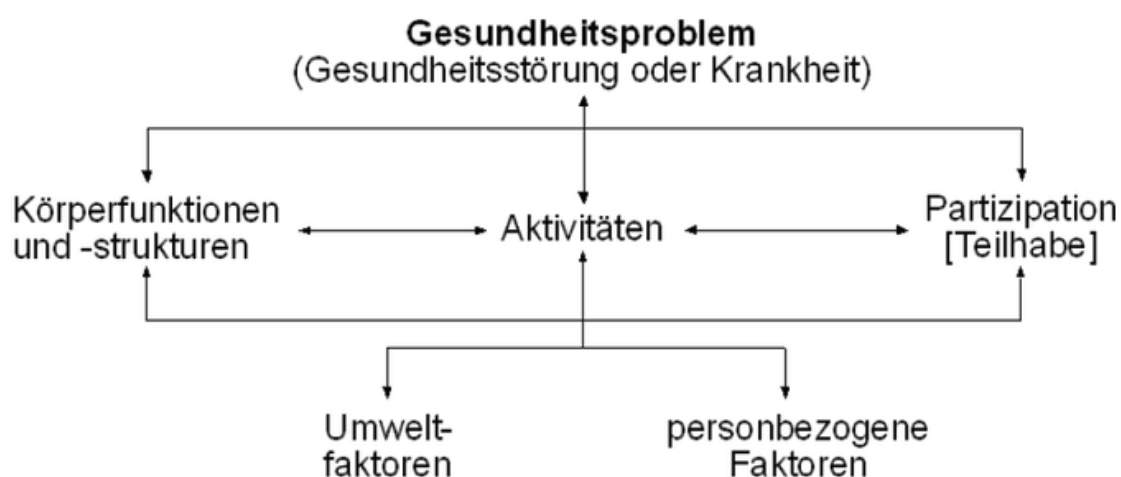 Gesundheitsproblem
(Gesundheitsstörung oder Krankheit)
Körperfunktionen
und -strukturen
Aktivitäten
Partizipation
[Teilhabe]
Umwelt-
faktoren
personbezogene
Faktoren